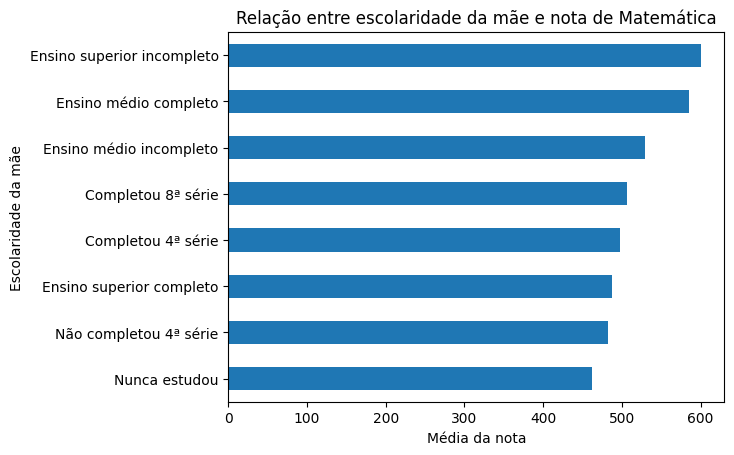 Relação entre escolaridade da mãe e nota de Matemática
Escolaridade da mãe
Ensino superior incompleto
Ensino médio completo
Ensino médio incompleto
Completou 8ª série
Completou 4ª série
Ensino superior completo
Não completou 4ª série
Nunca estudou
0 100 200 300 400 500 600
Média da nota